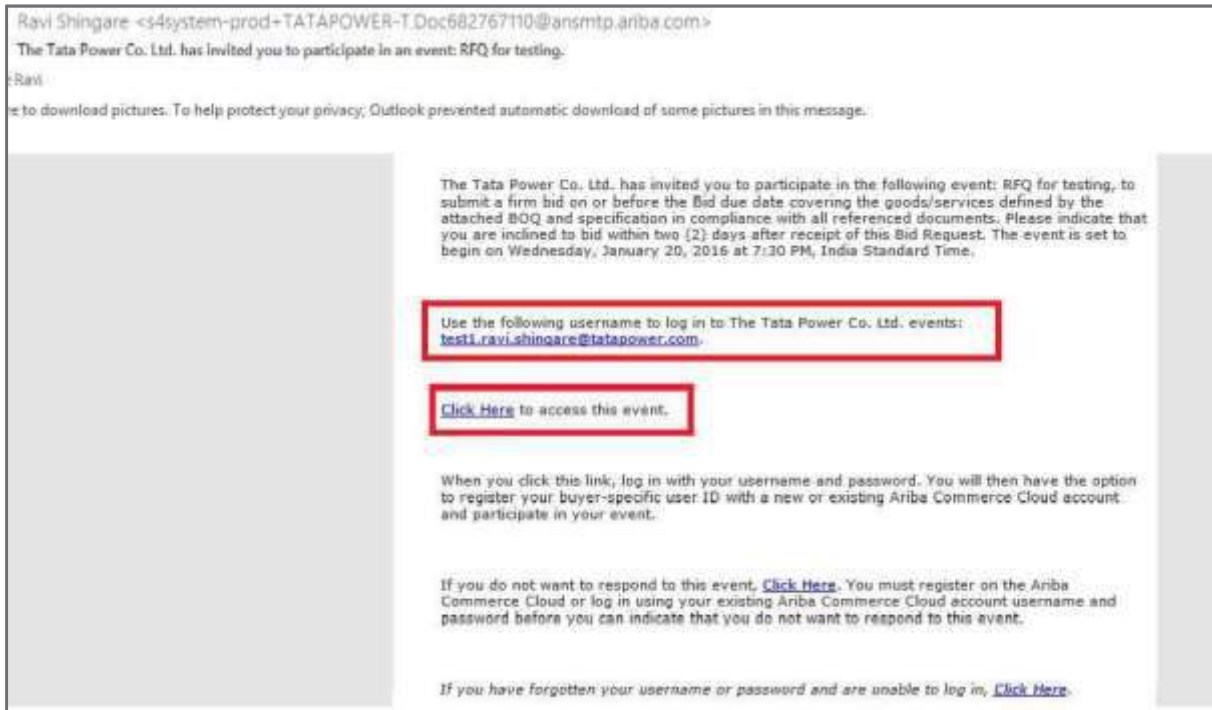 Ravi Shingare <s4system-prod+TATAPOWER-T.Doc682767110@ansmtp.ariba.com>
The Tata Power Co. Ltd. has invited you to participate in an event: RFQ for testing.
Ravi
re to download pictures. To help protect your privacy, Outlook prevented automatic download of some pictures in this message.
The Tata Power Co. Ltd. has invited you to participate in the following event: RFQ for testing, to
submit a firm bid on or before the Bid due date covering the goods/services defined by the
attached BOQ and specification in compliance with all referenced documents. Please indicate that
you are inclined to bid within two (2) days after receipt of this Bid Request. The event is set to
begin on Wednesday, January 20, 2016 at 7:30 PM, India Standard Time.
Use the following username to log in to The Tata Power Co. Ltd. events:
test1.ravi.shingare@tatapower.com.
Click Here to access this event.
When you click this link, log in with your username and password. You will then have the option
to register your buyer-specific user ID with a new or existing Ariba Commerce Cloud account
and participate in your event.
If you do not want to respond to this event, Click Here. You must register on the Ariba
Commerce Cloud or log in using your existing Ariba Commerce Cloud account username and
password before you can indicate that you do not want to respond to this event.
If you have forgotten your username or password and are unable to log in, Click Here.